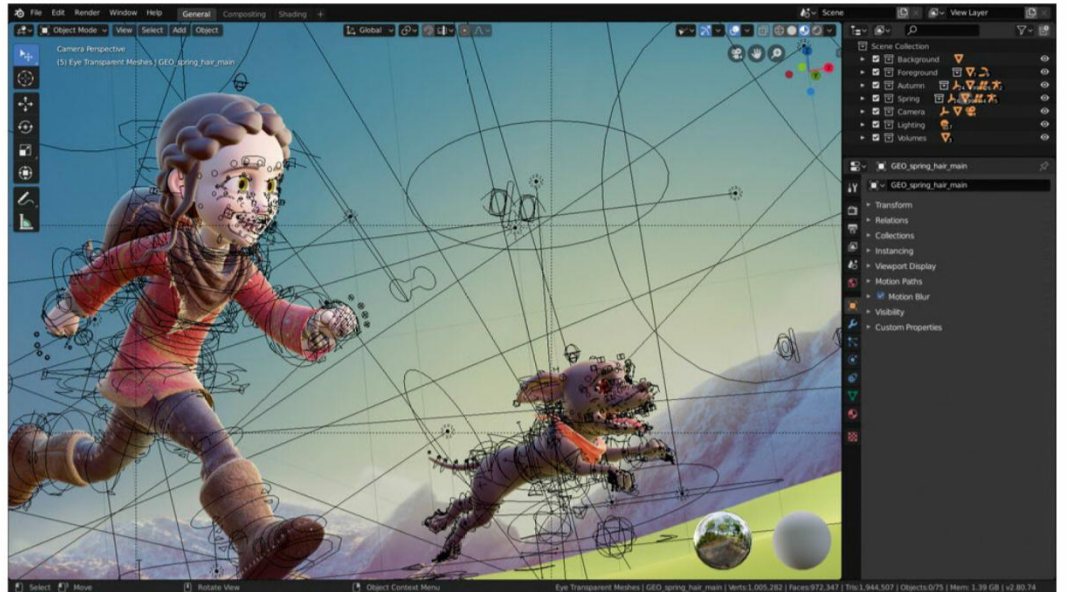 File Edit Render Window Help General Compositing Shading + Scene View Layer
Object Mode View Select Add Object Global
Camera Perspective
(5) Eye Transparent Meshes | GEO_spring_hair_main
Scene Collection
Background
Foreground
Autumn
Spring
Camera
Lighting
Volumes
GEO_spring_hair_main
GEO_spring_hair_main
Transform
Relations
Collections
Instancing
Viewport Display
Motion Paths
Motion Blur
Visibility
Custom Properties
Select Move Rotate View Object Context Menu Eye Transparent Meshes | GEO_spring_hair_main | Verts:1,005,282 | Faces:972,347 | Tris:1,944,507 | Objects:0/75 | Mem: 1.39 GB | v2.80.74